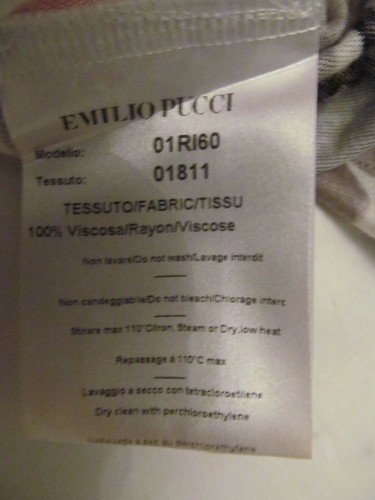 EMILIO PUCCI
Modello: 01RI60
Tessuto: 01811
TESSUTO/FABRIC/TISSU
100% Viscosa/Rayon/Viscose
Non lavare/Do not wash/Lavage interdit
Non candeggiabile/Do not bleach/Chlorage interc
Stirare max 110°C/Iron, Steam or Dry, low heat
Repassage à 110°C max
Lavaggio a secco con tetracloroetilene
Dry clean with perchloroethylene
perchlorethylene